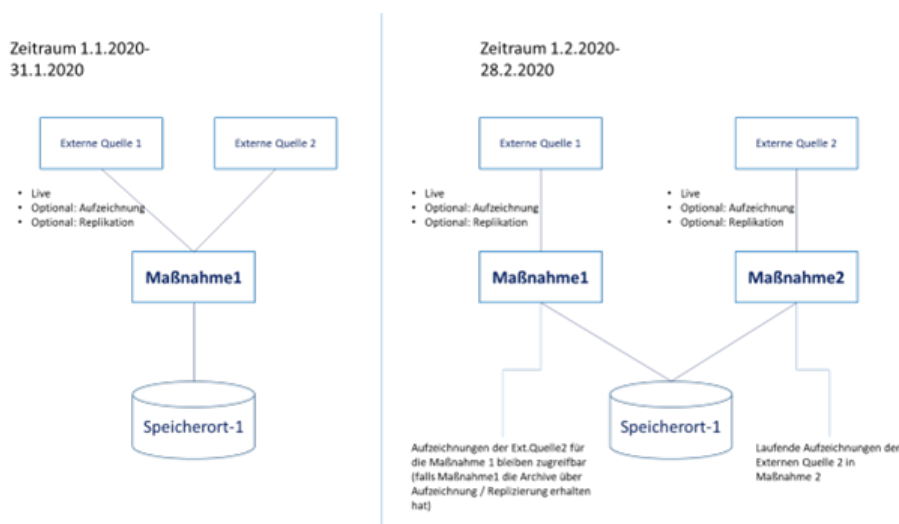 Zeitraum 1.1.2020-
31.1.2020
Externe Quelle 1
Externe Quelle 2
• Live
• Optional: Aufzeichnung
• Optional: Replikation
Maßnahme1
Speicherort-1
Zeitraum 1.2.2020-
28.2.2020
Externe Quelle 1
Externe Quelle 2
• Live
• Optional: Aufzeichnung
• Optional: Replikation
• Live
• Optional: Aufzeichnung
• Optional: Replikation
Maßnahme1
Maßnahme2
Speicherort-1
Aufzeichnungen der Ext.Quelle2 für
die Maßnahme 1 bleiben zugreifbar
(falls Maßnahme1 die Archive über
Aufzeichnung / Replizierung erhalten
hat)
Laufende Aufzeichnungen der
Externen Quelle 2 in
Maßnahme 2